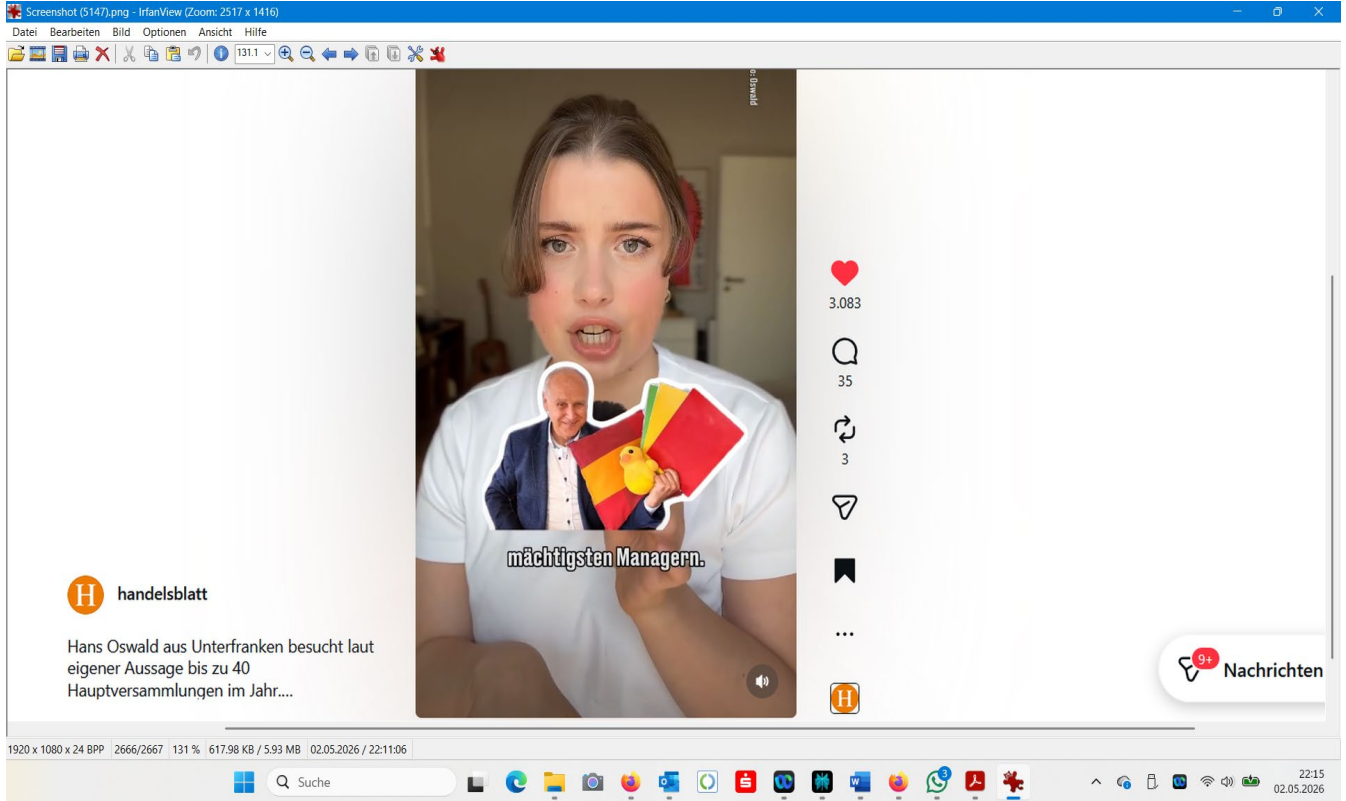 Screenshot (5147).png - IrfanView (Zoom: 2517 x 1416)
Datei Bearbeiten Bild Optionen Ansicht Hilfe
131.1
o: Oswald
mächtigsten Managern.
3.083
35
3
H handelsblatt
Hans Oswald aus Unterfranken besucht laut
eigener Aussage bis zu 40
Hauptversammlungen im Jahr....
H
9+ Nachrichten
1920 x 1080 x 24 BPP 2666/2667 131 % 617.98 KB / 5.93 MB 02.05.2026 / 22:11:06
Suche
3
22:15
02.05.2026